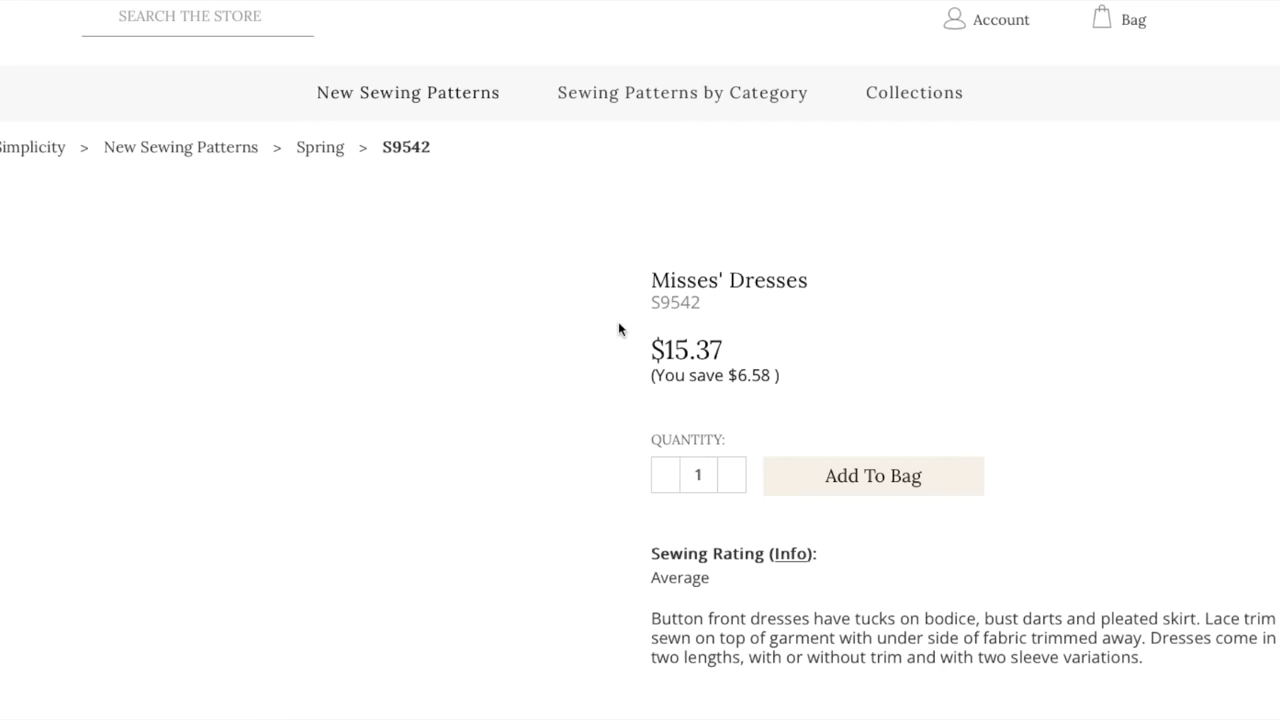 SEARCH THE STORE
Account
Bag
New Sewing Patterns
Sewing Patterns by Category
Collections
Simplicity > New Sewing Patterns > Spring > S9542
Misses' Dresses
S9542
$15.37
(You save $6.58 )
QUANTITY:
1
Add To Bag
Sewing Rating (Info):
Average
Button front dresses have tucks on bodice, bust darts and pleated skirt. Lace trim
sewn on top of garment with under side of fabric trimmed away. Dresses come in
two lengths, with or without trim and with two sleeve variations.